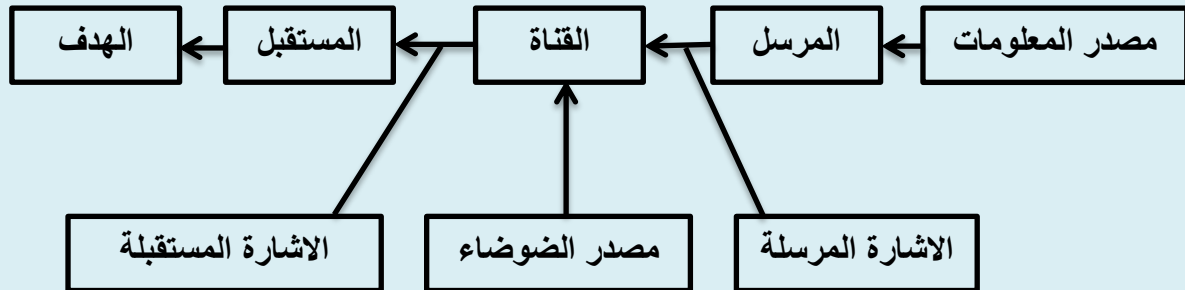 مصدر المعلومات
المرسل
القناة
المستقبل
الهدف
الاشارة المرسلة
مصدر الضوضاء
الاشارة المستقبلة